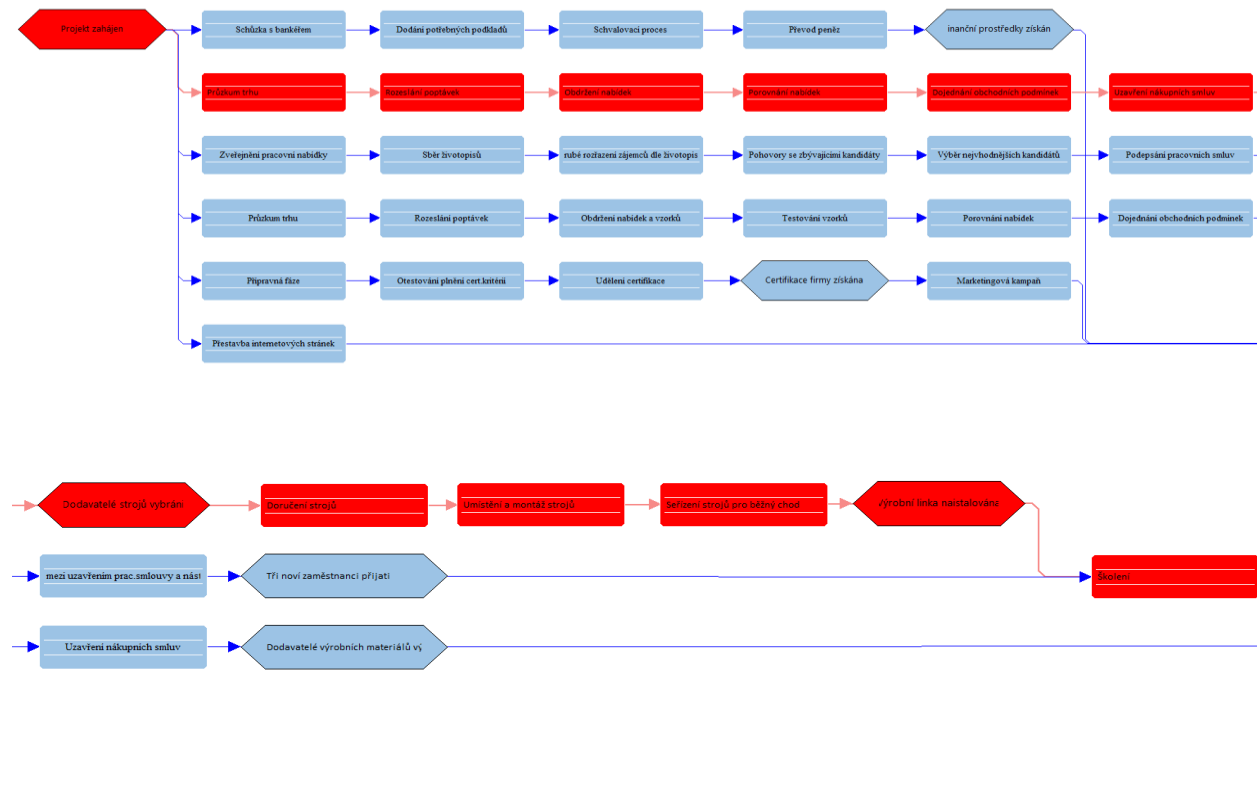 Projekt zahájen
Schůzka s bankéřem
Dodání potřebných podkladů
Schvalovací proces
Převod peněz
inanční prostředky získán
Průzkum trhu
Rozeslání poptávek
Obdržení nabídek
Porovnání nabídek
Dojednání obchodních podmínek
Uzavření nákupních smluv
Zveřejnění pracovní nabídky
Sběr životopisů
rubé rozřazení zájemců dle životopis
Pohovory se zbývajícími kandidáty
Výběr nejvhodnějších kandidátů
Podepsání pracovních smluv
Průzkum trhu
Rozeslání poptávek
Obdržení nabídek a vzorků
Testování vzorků
Porovnání nabídek
Dojednání obchodních podmínek
Přípravná fáze
Otestování plnění cert.kritérií
Udělení certifikace
Certifikace firmy získána
Marketingová kampaň
Přestavba internetových stránek
Dodavatelé strojů vybráni
Doručení strojů
Umístění a montáž strojů
Seřízení strojů pro běžný chod
Výrobní linka naistalována
mezi uzavřením prac.smlouvy a nást
Tři noví zaměstnanci přijati
Školení
Uzavření nákupních smluv
Dodavatelé výrobních materiálů vy